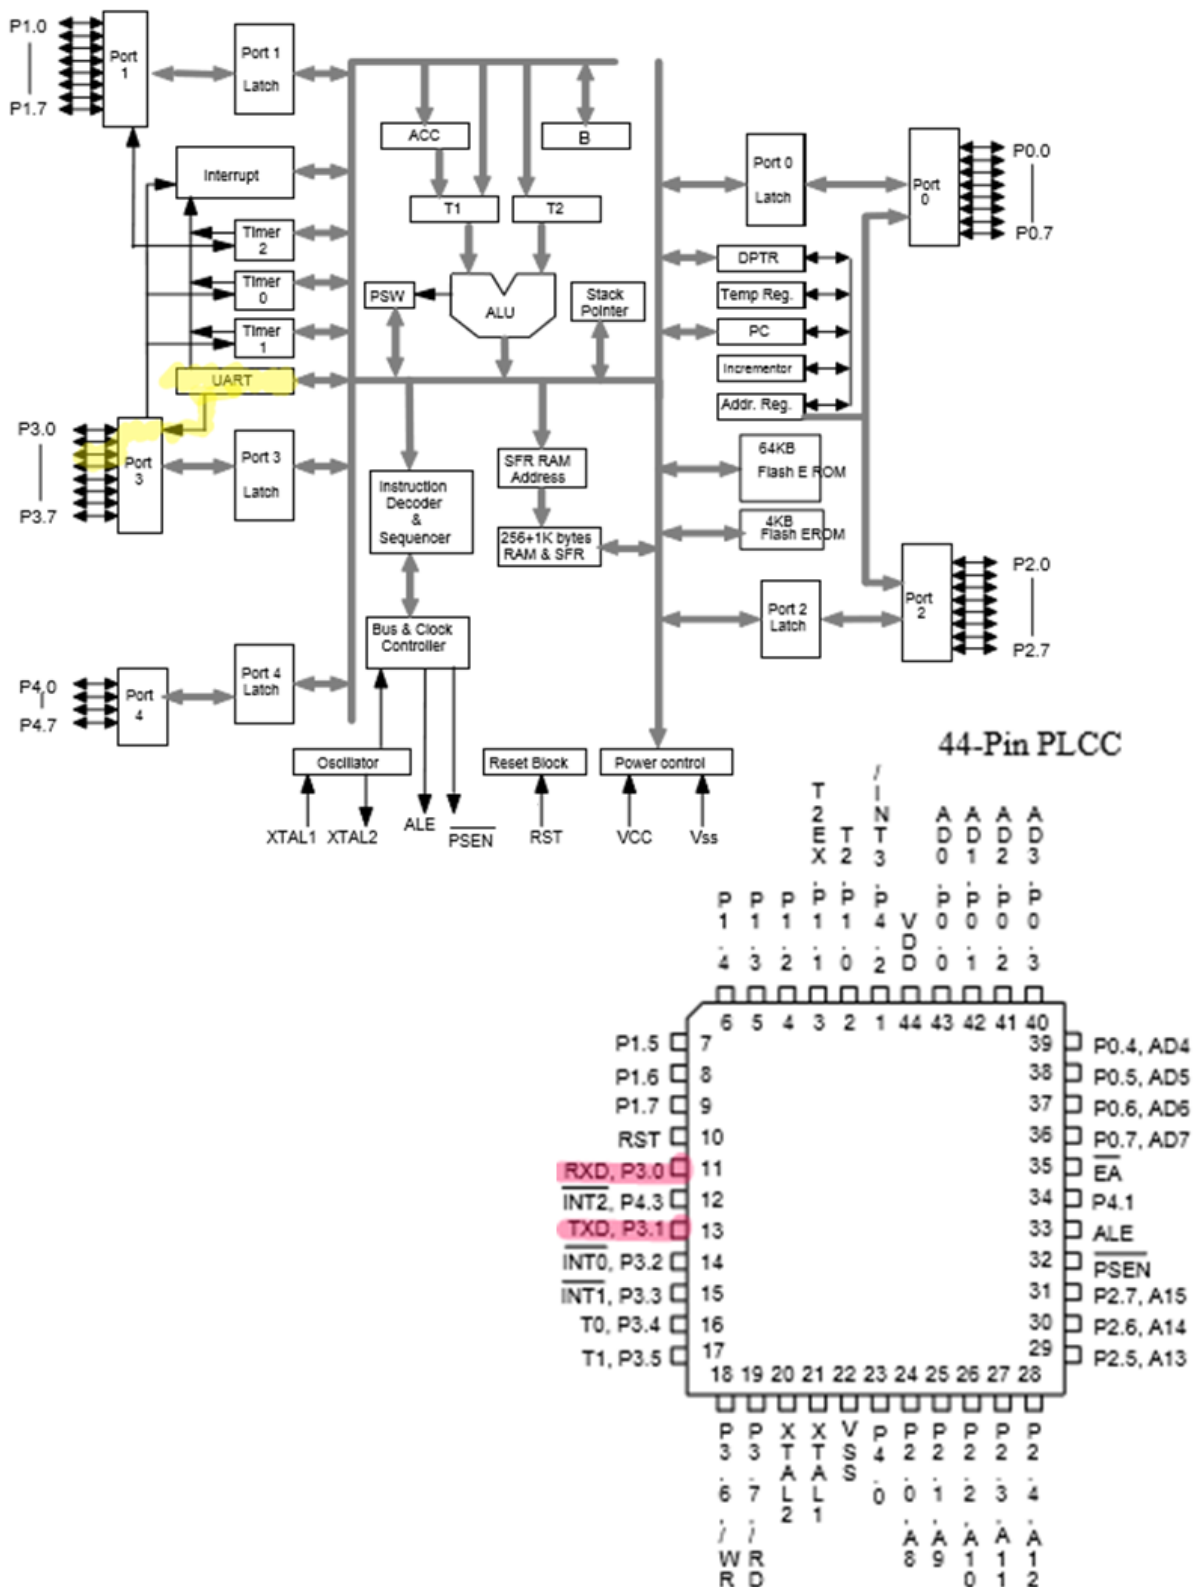 P1.0
P1.7
Port
1
Port 1
Latch
ACC
B
T1
T2
Interrupt
Timer
2
Timer
0
Timer
1
UART
PSW
ALU
Stack
Pointer
Port 0
Latch
Port
0
P0.0
P0.7
DPTR
Temp Reg.
PC
Incrementor
Addr. Reg.
P3.0
P3.7
Port
3
Port 3
Latch
Instruction
Decoder
&
Sequencer
SFR RAM
Address
256+1K bytes
RAM & SFR
64KB
Flash E ROM
4KB
Flash EROM
Bus & Clock
Controller
Port 2
Latch
Port
2
P2.0
P2.7
P4.0
P4.7
Port
4
Port 4
Latch
Oscillator
Reset Block
Power control
XTAL1
XTAL2
ALE
PSEN
RST
VCC
Vss
44-Pin PLCC
P1.4
P1.3
P1.2
T2EX,P1.1
T2,P1.0
/INT3,P4.2
VDD
AD0,P0.0
AD1,P0.1
AD2,P0.2
AD3,P0.3
6 5 4 3 2 1 44 43 42 41 40
P1.5 7
P1.6 8
P1.7 9
RST 10
RXD, P3.0 11
INT2, P4.3 12
TXD, P3.1 13
INT0, P3.2 14
INT1, P3.3 15
T0, P3.4 16
T1, P3.5 17
39 P0.4, AD4
38 P0.5, AD5
37 P0.6, AD6
36 P0.7, AD7
35 EA
34 P4.1
33 ALE
32 PSEN
31 P2.7, A15
30 P2.6, A14
29 P2.5, A13
18 19 20 21 22 23 24 25 26 27 28
P3.6,/WR
P3.7,/RD
XTAL2
XTAL1
VSS
P4.0
P2.0,A8
P2.1,A9
P2.2,A10
P2.3,A11
P2.4,A12